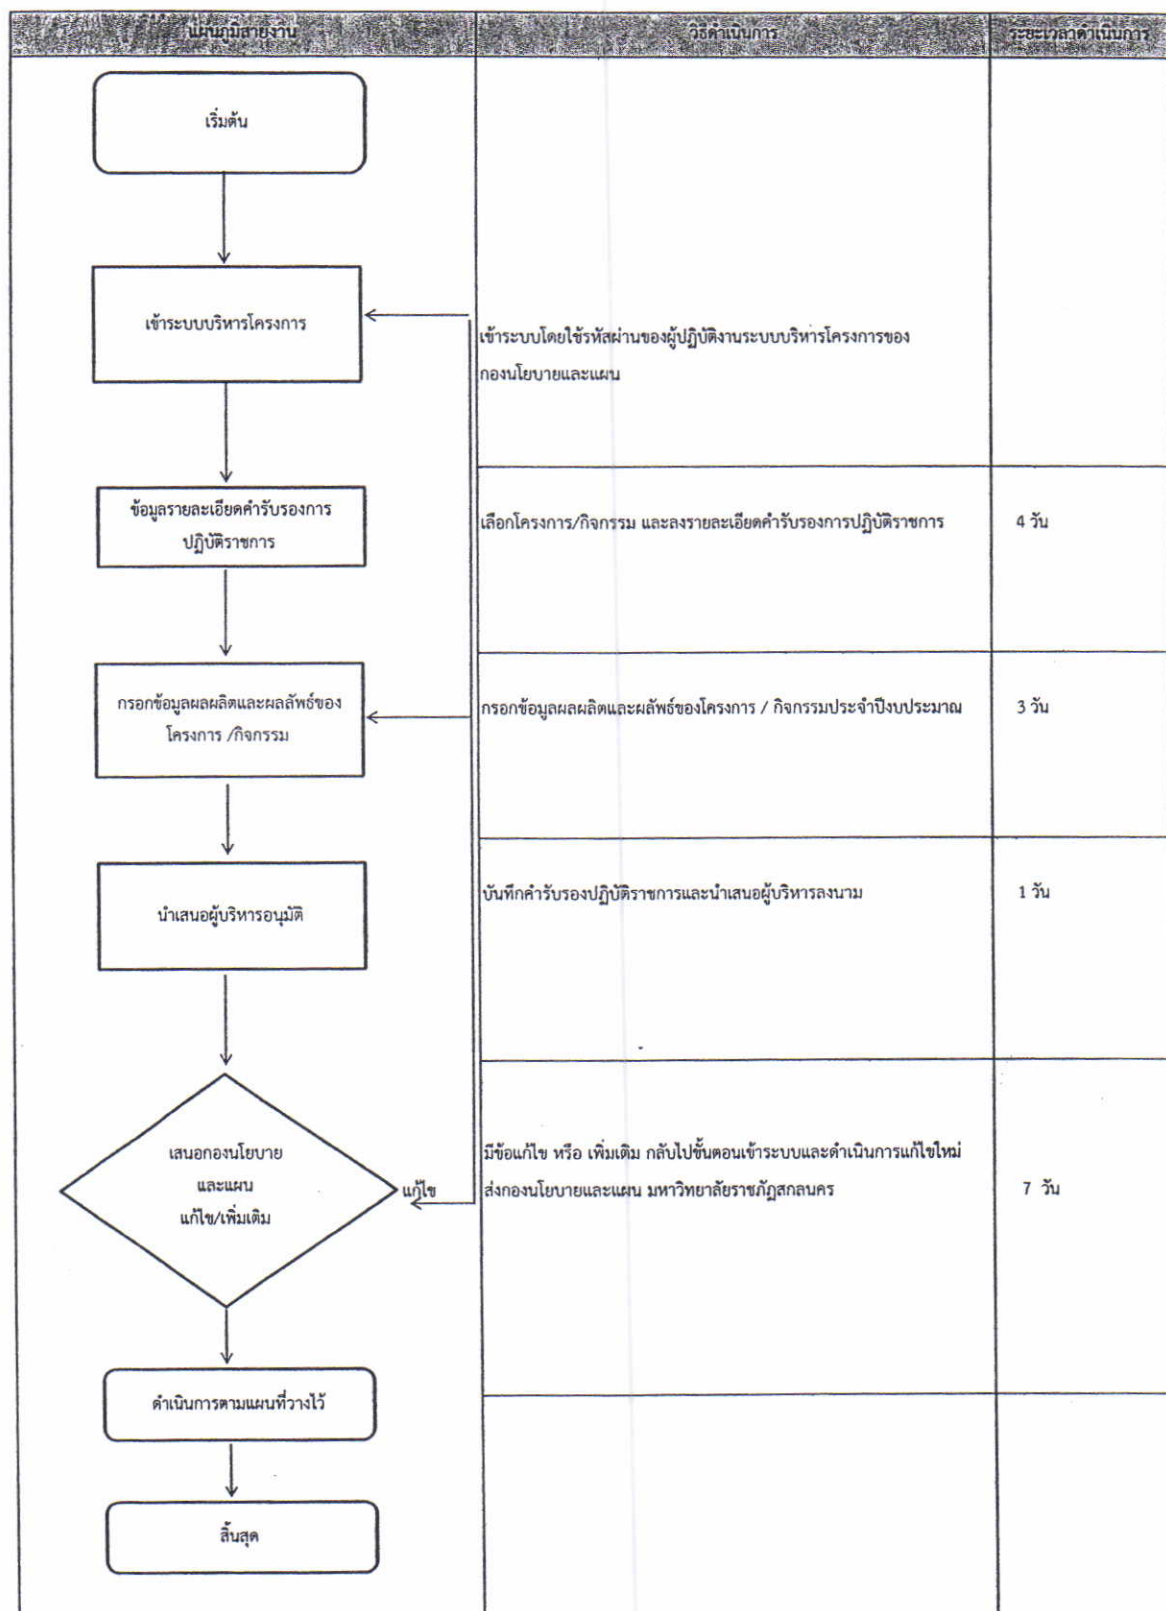 แผนภูมิสายงาน
วิธีดำเนินการ
ระยะเวลาดำเนินการ
เริ่มต้น
เข้าระบบบริหารโครงการ
เข้าระบบโดยใช้รหัสผ่านของผู้ปฏิบัติงานระบบบริหารโครงการของ
กองนโยบายและแผน
ข้อมูลรายละเอียดคำรับรองการ
ปฏิบัติราชการ
เลือกโครงการ/กิจกรรม และลงรายละเอียดคำรับรองการปฏิบัติราชการ
4 วัน
กรอกข้อมูลผลผลิตและผลลัพธ์ของ
โครงการ /กิจกรรม
กรอกข้อมูลผลผลิตและผลัพธ์ของโครงการ / กิจกรรมประจำปีงบประมาณ
3 วัน
นำเสนอผู้บริหารอนุมัติ
บันทึกคำรับรองปฏิบัติราชการและนำเสนอผู้บริหารลงนาม
1 วัน
เสนอกองนโยบาย
และแผน
แก้ไข/เพิ่มเติม
แก้ไข
มีข้อแก้ไข หรือ เพิ่มเติม กลับไปขั้นตอนเข้าระบบและดำเนินการแก้ไขใหม่
ส่งกองนโยบายและแผน มหาวิทยาลัยราชภัฏสกลนคร
7 วัน
ดำเนินการตามแผนที่วางไว้
สิ้นสุด